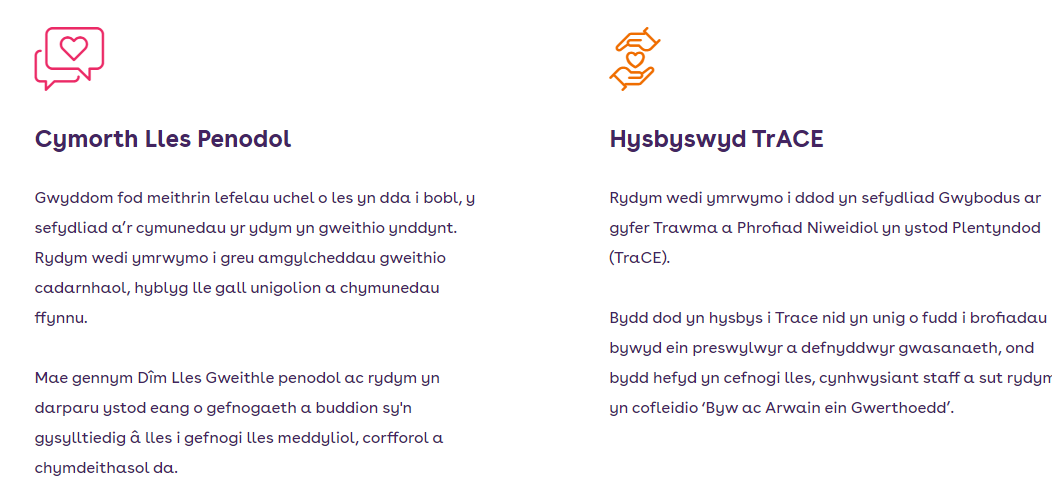 Cymorth Lles Penodol
Gwyddom fod meithrin lefelau uchel o les yn dda i bobl, y
sefydliad a’r cymunedau yr ydym yn gweithio ynddynt.
Rydym wedi ymrwymo i greu amgylcheddau gweithio
cadarnhaol, hyblyg lle gall unigolion a chymunedau
ffynnu.
Mae gennym Dîm Lles Gweithle penodol ac rydym yn
darparu ystod eang o gefnogaeth a buddion sy'n
gysylltiedig â lles i gefnogi lles meddyliol, corfforol a
chymdeithasol da.
Hysbyswyd TrACE
Rydym wedi ymrwymo i ddod yn sefydliad Gwybodus ar
gyfer Trawma a Phrofiad Niweidiol yn ystod Plentyndod
(TraCE).
Bydd dod yn hysbys i Trace nid yn unig o fudd i brofiadau
bywyd ein preswylwyr a defnyddwyr gwasanaeth, ond
bydd hefyd yn cefnogi lles, cynhwysiant staff a sut rydym
yn cofleidio ‘Byw ac Arwain ein Gwerthoedd’.